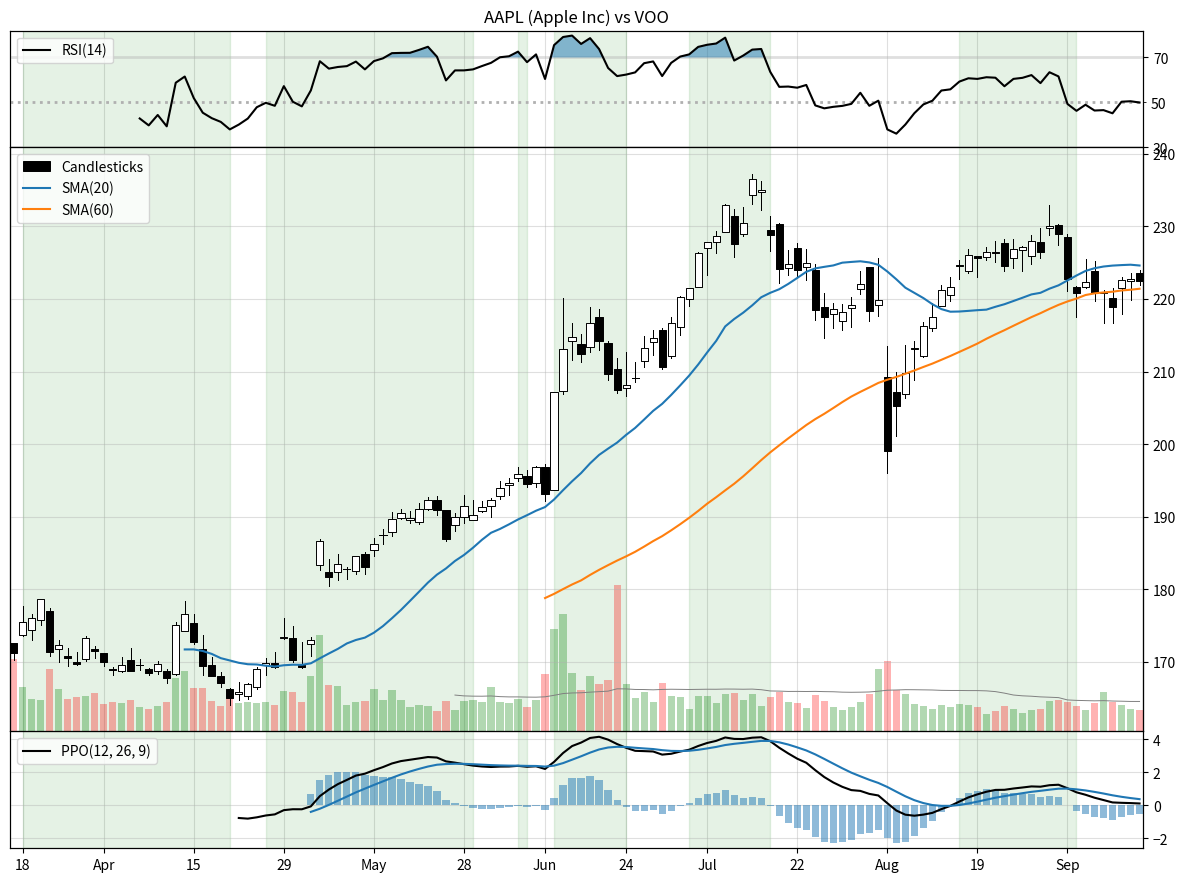 AAPL (Apple Inc) vs VOO
RSI(14)
70
50
30
240
Candlesticks
SMA(20)
SMA(60)
230
220
210
200
190
180
170
PPO(12, 26, 9)
4
2
0
−2
18 Apr 15 29 May 28 Jun 24 Jul 22 Aug 19 Sep